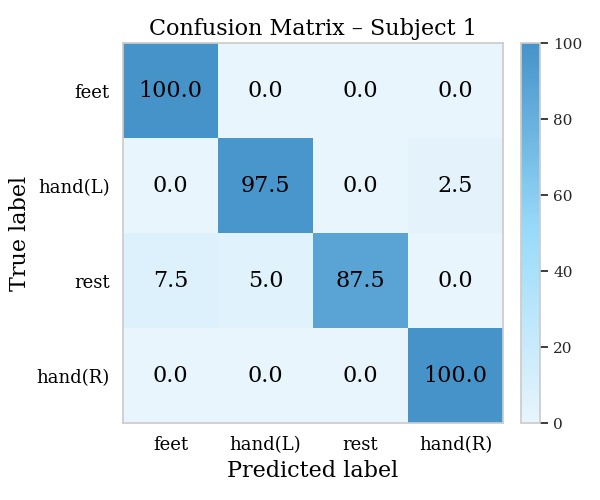 Confusion Matrix – Subject 1
True label
feet 100.0 0.0 0.0 0.0
hand(L) 0.0 97.5 0.0 2.5
rest 7.5 5.0 87.5 0.0
hand(R) 0.0 0.0 0.0 100.0
feet hand(L) rest hand(R)
Predicted label
100
80
60
40
20
0